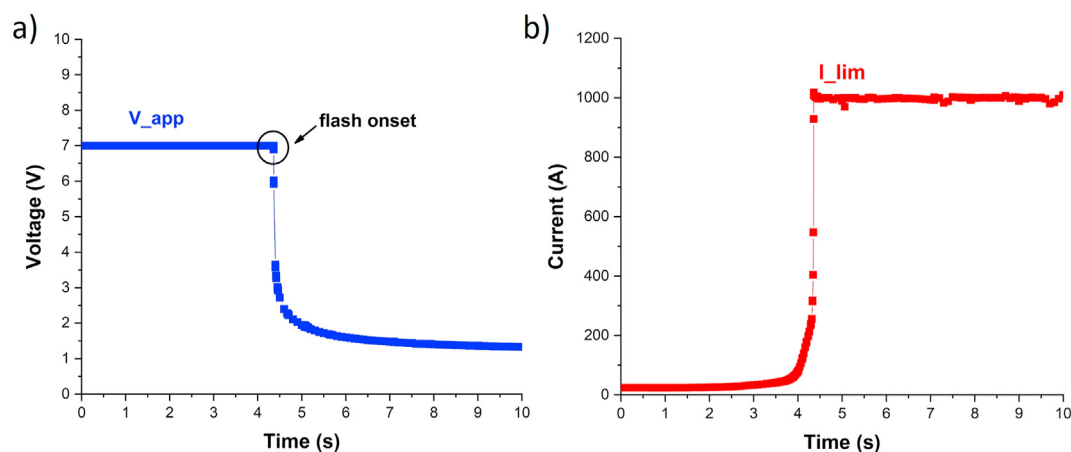 a)
Voltage (V)
10
9
8
7
6
5
4
3
2
1
0
V_app
flash onset
0 1 2 3 4 5 6 7 8 9 10
Time (s)
b)
Current (A)
1200
1000
800
600
400
200
0
I_lim
0 1 2 3 4 5 6 7 8 9 10
Time (s)